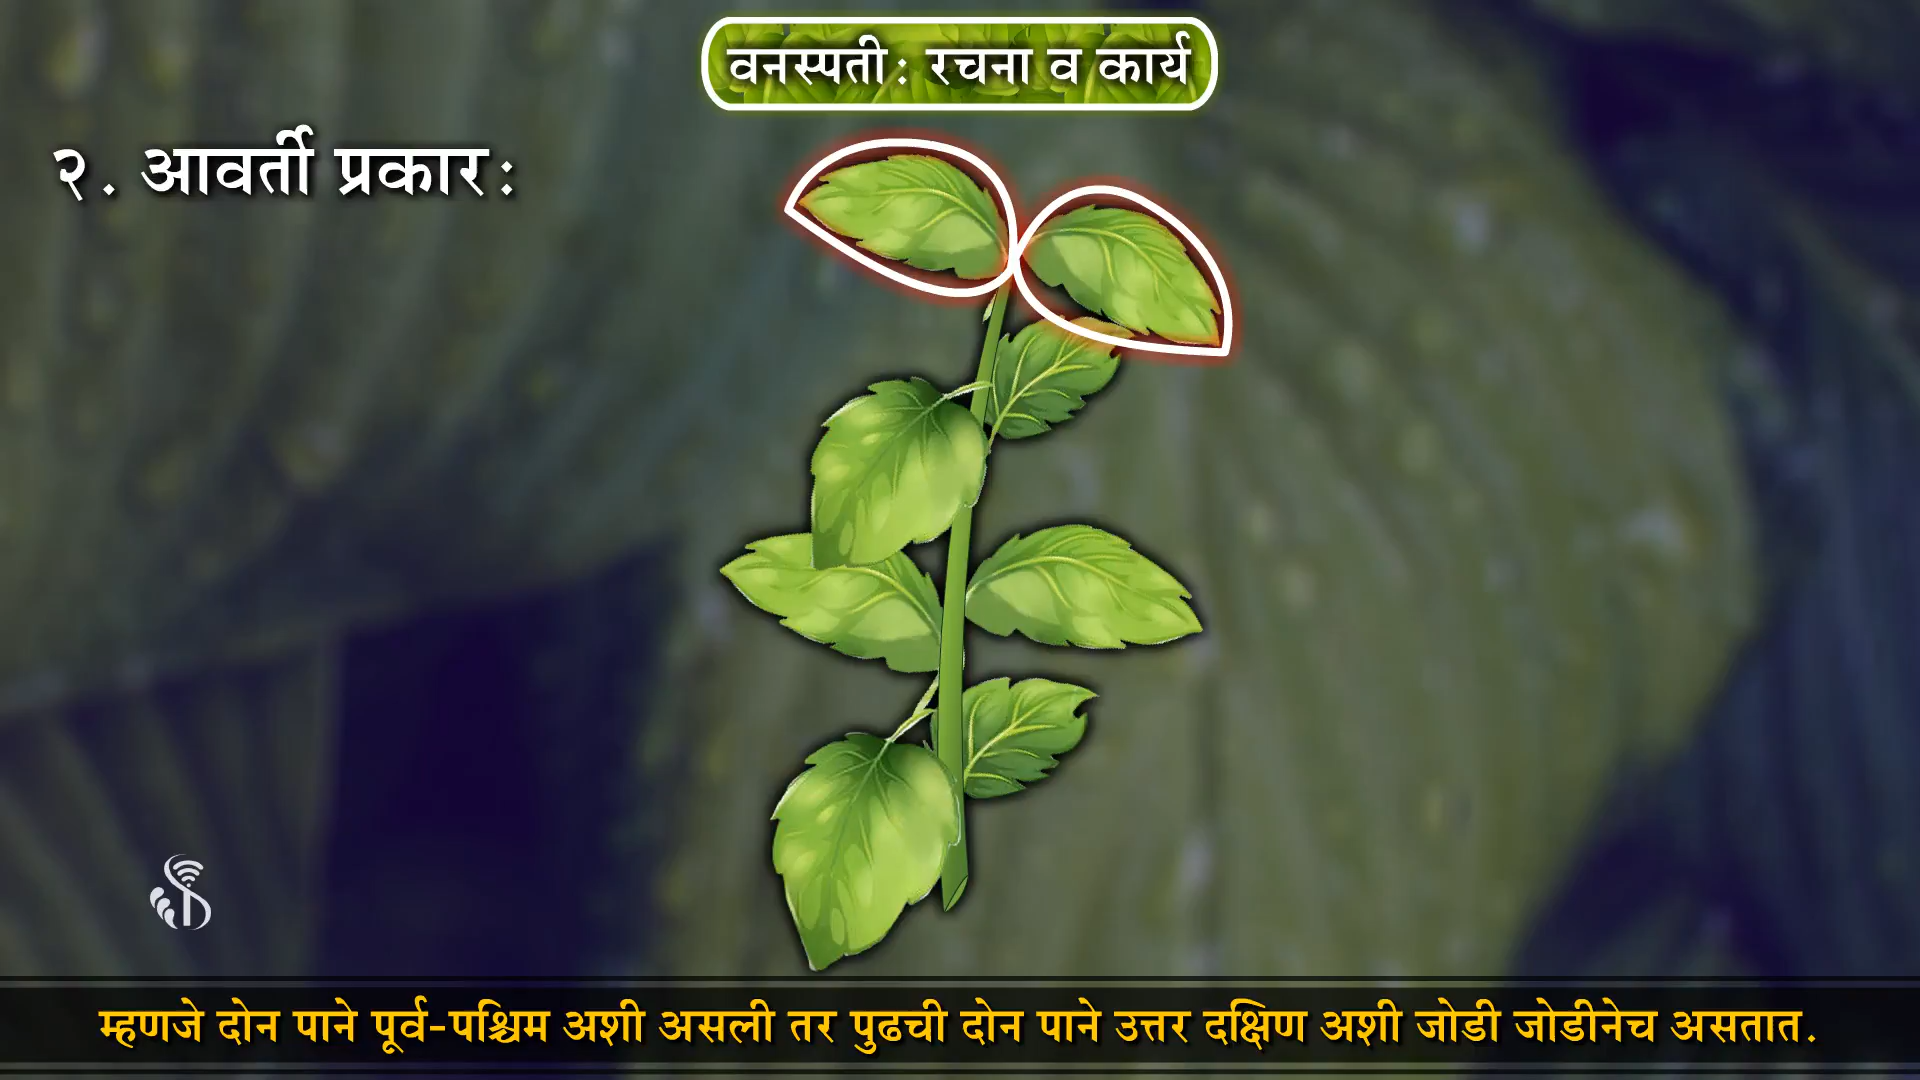 वनस्पतीः रचना व कार्य
२. आवर्ती प्रकारः
म्हणजे दोन पाने पूर्व-पश्चिम अशी असली तर पुढची दोन पाने उत्तर दक्षिण अशी जोडी जोडीनेच असतात.